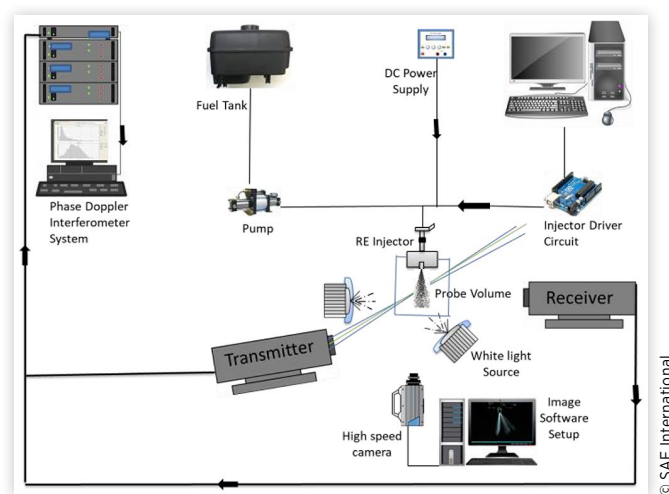 Fuel Tank
DC Power
Supply
Phase Doppler
Interferometer
System
Pump
Injector Driver
Circuit
RE Injector
Probe Volume
Receiver
Transmitter
White light
Source
High speed
camera
Image
Software
Setup
© SAE International